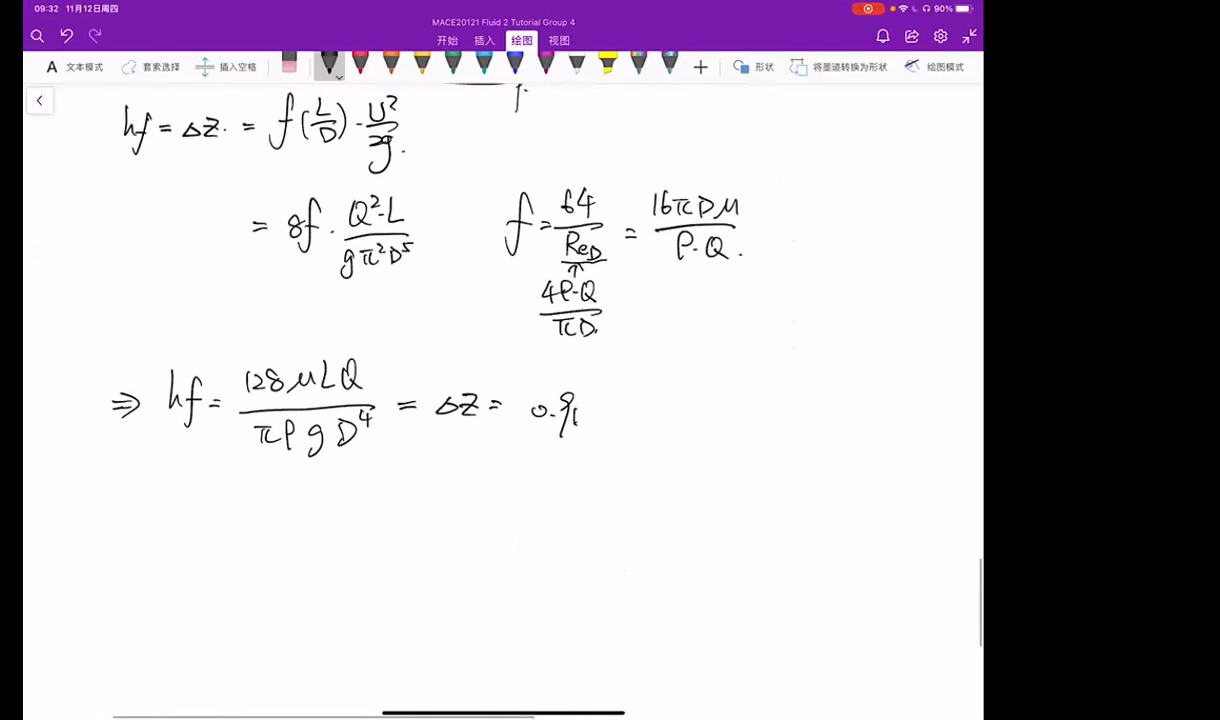 09:32 11月12日周四
90%
MACE20121 Fluid 2 Tutorial Group 4
开始 插入 绘图 视图
A 文本模式 套索选择 插入空格 形状 将墨迹转换为形状 绘图模式
hf = ΔZ. = f(L/D) · U²/2g.
= 8f · Q²·L/gπ²D⁵
f = 64/Re_D = 16πDμ/ρ·Q.
↑
4ρ·Q/πD.
⇒ hf = 128μLQ/πρgD⁴ = ΔZ = 0.9